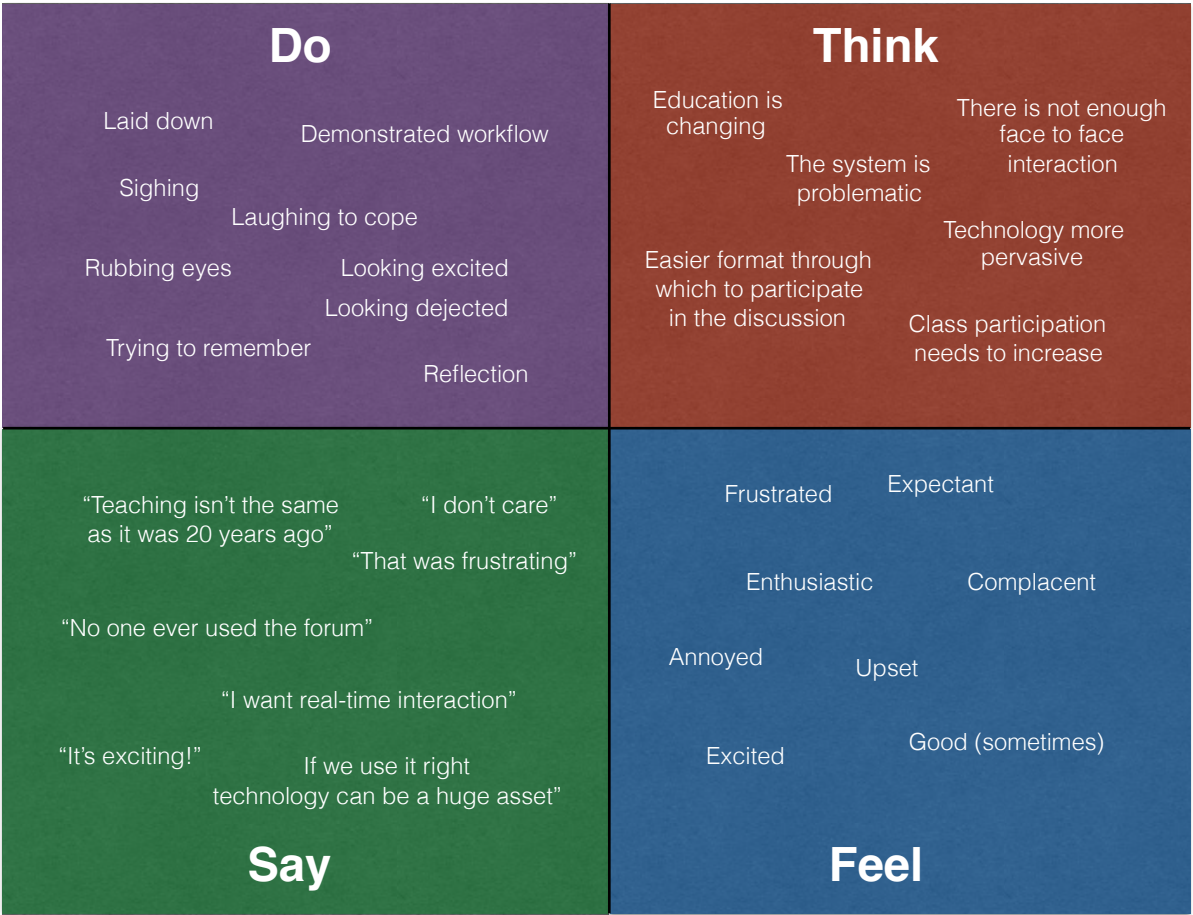 Do
Laid down
Demonstrated workflow
Sighing
Laughing to cope
Rubbing eyes
Looking excited
Looking dejected
Trying to remember
Reflection
Think
Education is
changing
There is not enough
face to face
interaction
The system is
problematic
Technology more
pervasive
Easier format through
which to participate
in the discussion
Class participation
needs to increase
“Teaching isn’t the same
as it was 20 years ago”
“I don’t care”
“That was frustrating”
“No one ever used the forum”
“I want real-time interaction”
“It’s exciting!”
If we use it right
technology can be a huge asset”
Say
Frustrated
Expectant
Enthusiastic
Complacent
Annoyed
Upset
Excited
Good (sometimes)
Feel